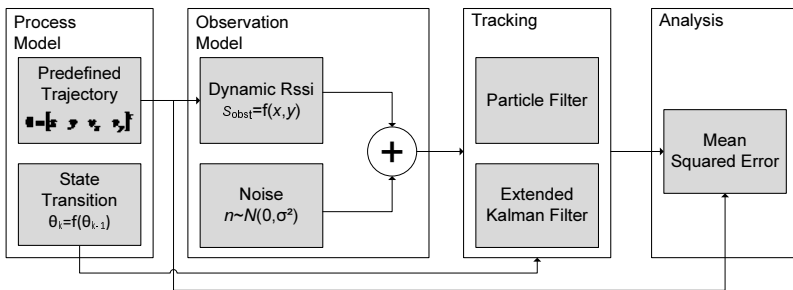 Process
Model
Predefined
Trajectory
State
Transition
θₖ=f(θₖ₋₁)
Observation
Model
Dynamic Rssi
Sobst=f(x,y)
+
Noise
n~N(0,σ²)
Tracking
Particle Filter
Extended
Kalman Filter
Analysis
Mean
Squared Error